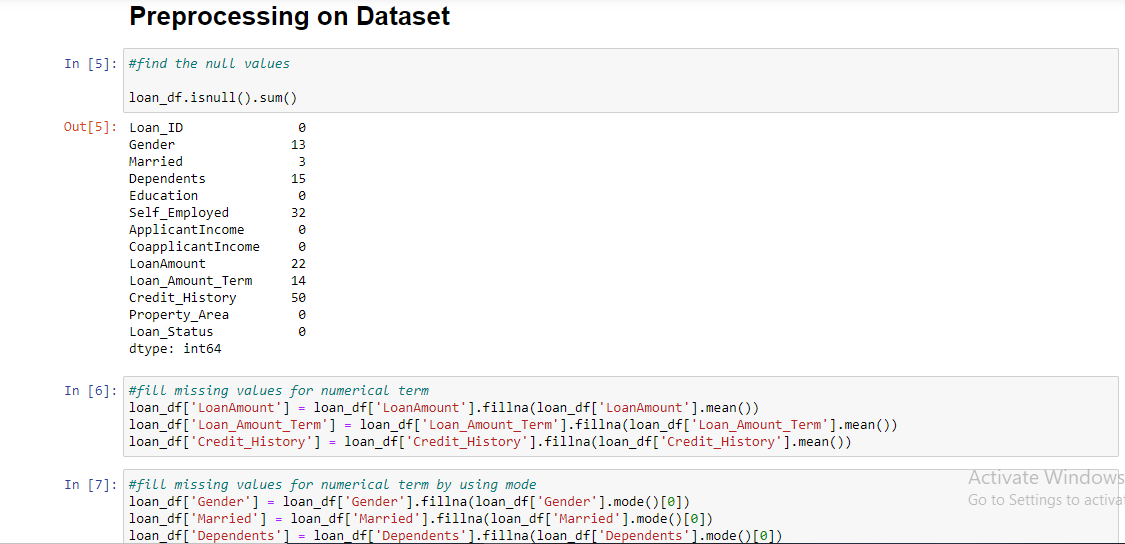 Preprocessing on Dataset
In [5]: #find the null values
loan_df.isnull().sum()
Out[5]: Loan_ID 0
Gender 13
Married 3
Dependents 15
Education 0
Self_Employed 32
ApplicantIncome 0
CoapplicantIncome 0
LoanAmount 22
Loan_Amount_Term 14
Credit_History 50
Property_Area 0
Loan_Status 0
dtype: int64
In [6]: #fill missing values for numerical term
loan_df['LoanAmount'] = loan_df['LoanAmount'].fillna(loan_df['LoanAmount'].mean())
loan_df['Loan_Amount_Term'] = loan_df['Loan_Amount_Term'].fillna(loan_df['Loan_Amount_Term'].mean())
loan_df['Credit_History'] = loan_df['Credit_History'].fillna(loan_df['Credit_History'].mean())
In [7]: #fill missing values for numerical term by using mode
loan_df['Gender'] = loan_df['Gender'].fillna(loan_df['Gender'].mode()[0])
loan_df['Married'] = loan_df['Married'].fillna(loan_df['Married'].mode()[0])
loan_df['Dependents'] = loan_df['Dependents'].fillna(loan_df['Dependents'].mode()[0])
Activate Windows
Go to Settings to activa